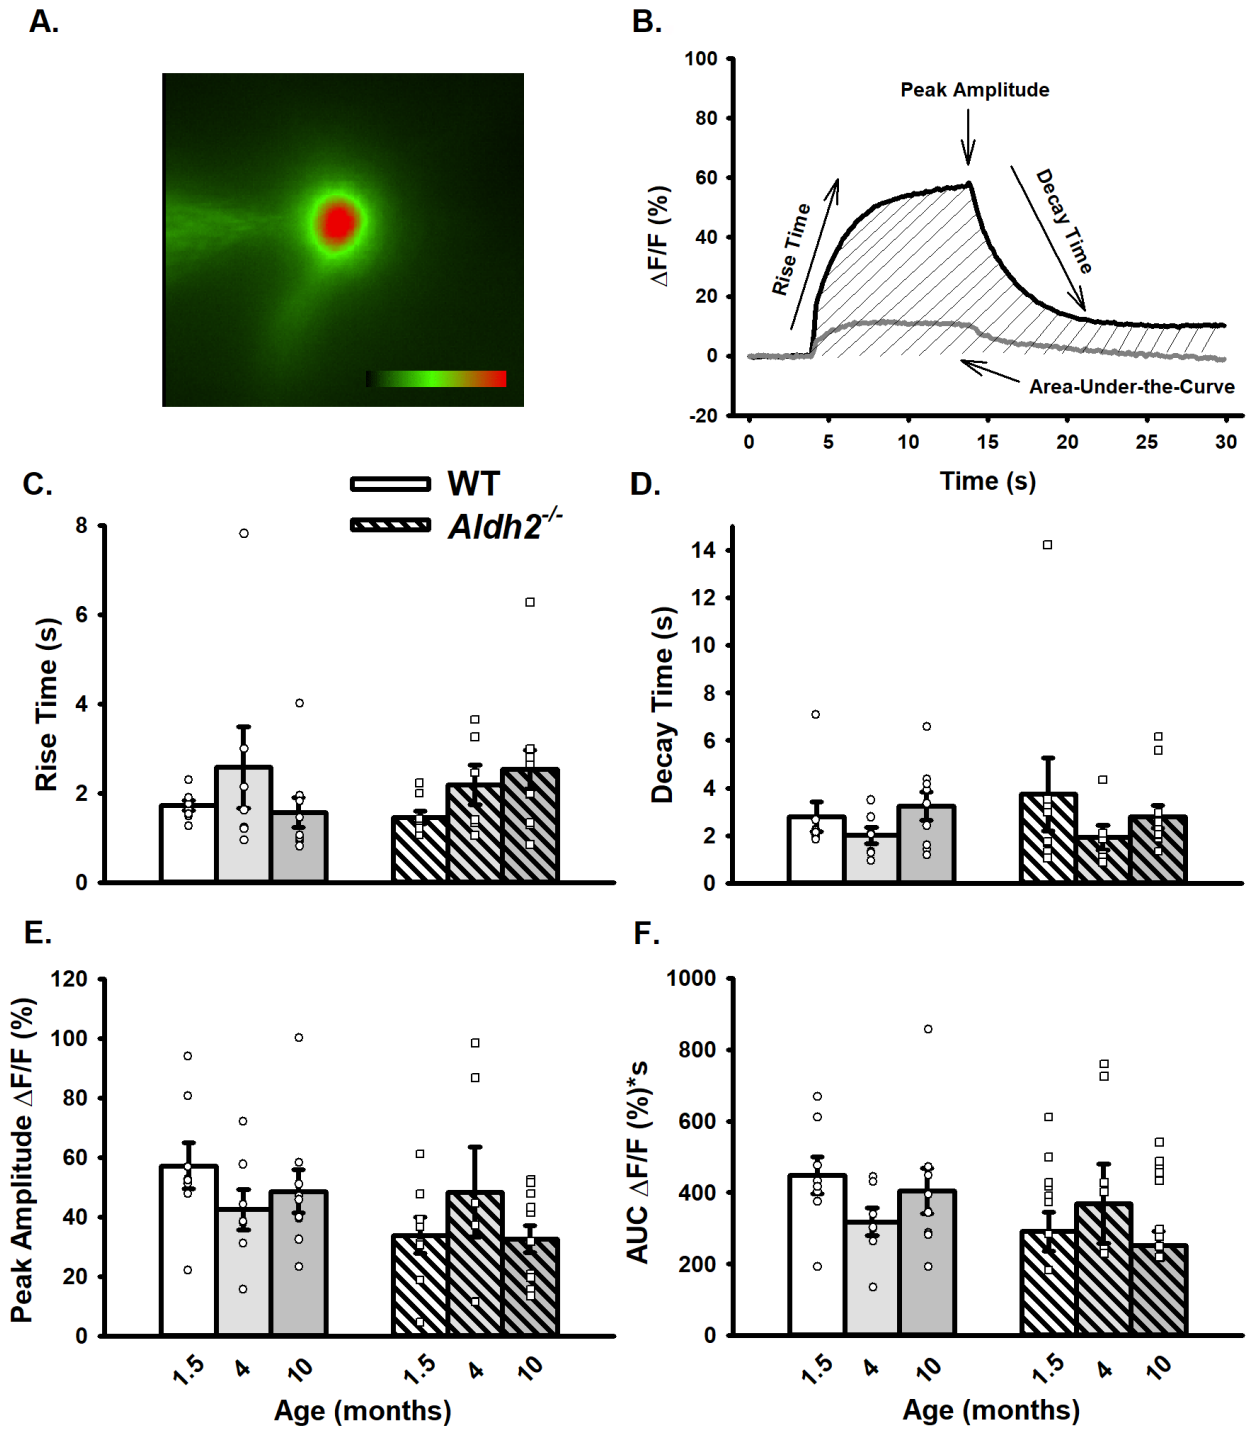 A.
B.
100
80
60
40
20
0
-20
ΔF/F (%)
Peak Amplitude
Rise Time
Decay Time
Area-Under-the-Curve
0 5 10 15 20 25 30
Time (s)
C.
WT
Aldh2-/-
8
6
4
2
0
Rise Time (s)
D.
14
12
10
8
6
4
2
0
Decay Time (s)
E.
120
100
80
60
40
20
0
Peak Amplitude ΔF/F (%)
1.5 4 10 1.5 4 10
Age (months)
F.
1000
800
600
400
200
0
AUC ΔF/F (%)*s
1.5 4 10 1.5 4 10
Age (months)